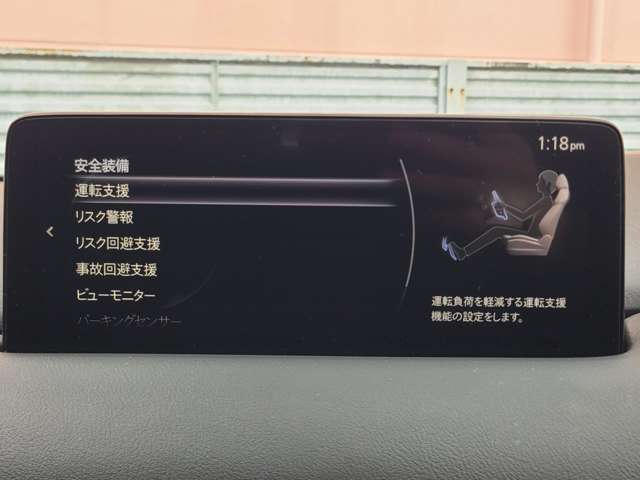 1:18pm
安全装備
運転支援
リスク警報
リスク回避支援
事故回避支援
ビューモニター
パーキングセンサー
運転負荷を軽減する運転支援
機能の設定をします。